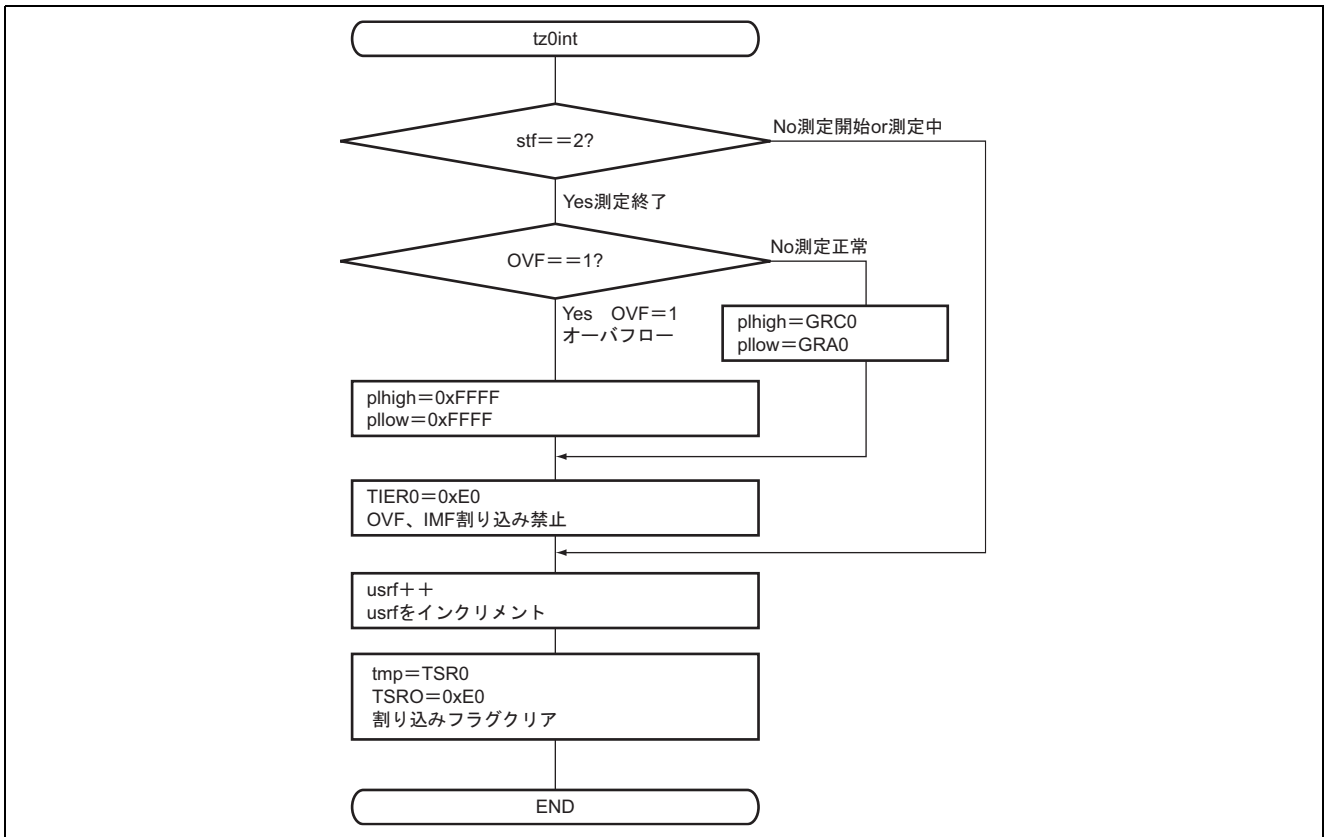 tz0int
stf＝＝2?
No測定開始or測定中
Yes測定終了
OVF＝＝1?
No測定正常
Yes　OVF＝1
オーバフロー
plhigh＝GRC0
pllow＝GRA0
plhigh＝0xFFFF
pllow＝0xFFFF
TIER0＝0xE0
OVF、IMF割り込み禁止
usrf＋＋
usrfをインクリメント
tmp＝TSR0
TSRO＝0xE0
割り込みフラグクリア
END